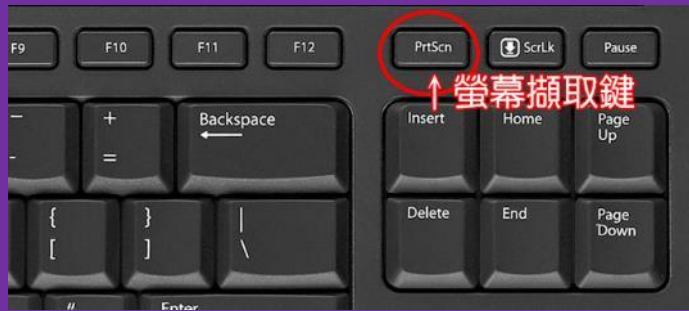 F9 F10 F11 F12 PrtScn ScrLk Pause
↑螢幕擷取鍵
— + Backspace Insert Home Page Up
- =
{ } | Delete End Page Down
[ ] \
" Enter